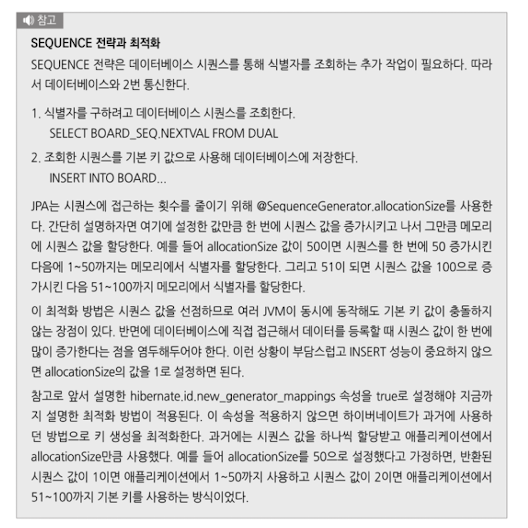 참고
SEQUENCE 전략과 최적화
SEQUENCE 전략은 데이터베이스 시퀀스를 통해 식별자를 조회하는 추가 작업이 필요하다. 따라
서 데이터베이스와 2번 통신한다.
1. 식별자를 구하려고 데이터베이스 시퀀스를 조회한다.
SELECT BOARD_SEQ.NEXTVAL FROM DUAL
2. 조회한 시퀀스를 기본 키 값으로 사용해 데이터베이스에 저장한다.
INSERT INTO BOARD...
JPA는 시퀀스에 접근하는 횟수를 줄이기 위해 @SequenceGenerator.allocationSize를 사용한
다. 간단히 설명하자면 여기에 설정한 값만큼 한 번에 시퀀스 값을 증가시키고 나서 그만큼 메모리
에 시퀀스 값을 할당한다. 예를 들어 allocationSize 값이 50이면 시퀀스를 한 번에 50 증가시킨
다음에 1~50까지는 메모리에서 식별자를 할당한다. 그리고 51이 되면 시퀀스 값을 100으로 증
가시킨 다음 51~100까지 메모리에서 식별자를 할당한다.
이 최적화 방법은 시퀀스 값을 선점하므로 여러 JVM이 동시에 동작해도 기본 키 값이 충돌하지
않는 장점이 있다. 반면에 데이터베이스에 직접 접근해서 데이터를 등록할 때 시퀀스 값이 한 번에
많이 증가한다는 점을 염두해두어야 한다. 이런 상황이 부담스럽고 INSERT 성능이 중요하지 않으
면 allocationSize의 값을 1로 설정하면 된다.
참고로 앞서 설명한 hibernate.id.new_generator_mappings 속성을 true로 설정해야 지금까
지 설명한 최적화 방법이 적용된다. 이 속성을 적용하지 않으면 하이버네이트가 과거에 사용하
던 방법으로 키 생성을 최적화한다. 과거에는 시퀀스 값을 하나씩 할당받고 애플리케이션에서
allocationSize만큼 사용했다. 예를 들어 allocationSize를 50으로 설정했다고 가정하면, 반환된
시퀀스 값이 1이면 애플리케이션에서 1~50까지 사용하고 시퀀스 값이 2이면 애플리케이션에서
51~100까지 기본 키를 사용하는 방식이었다.